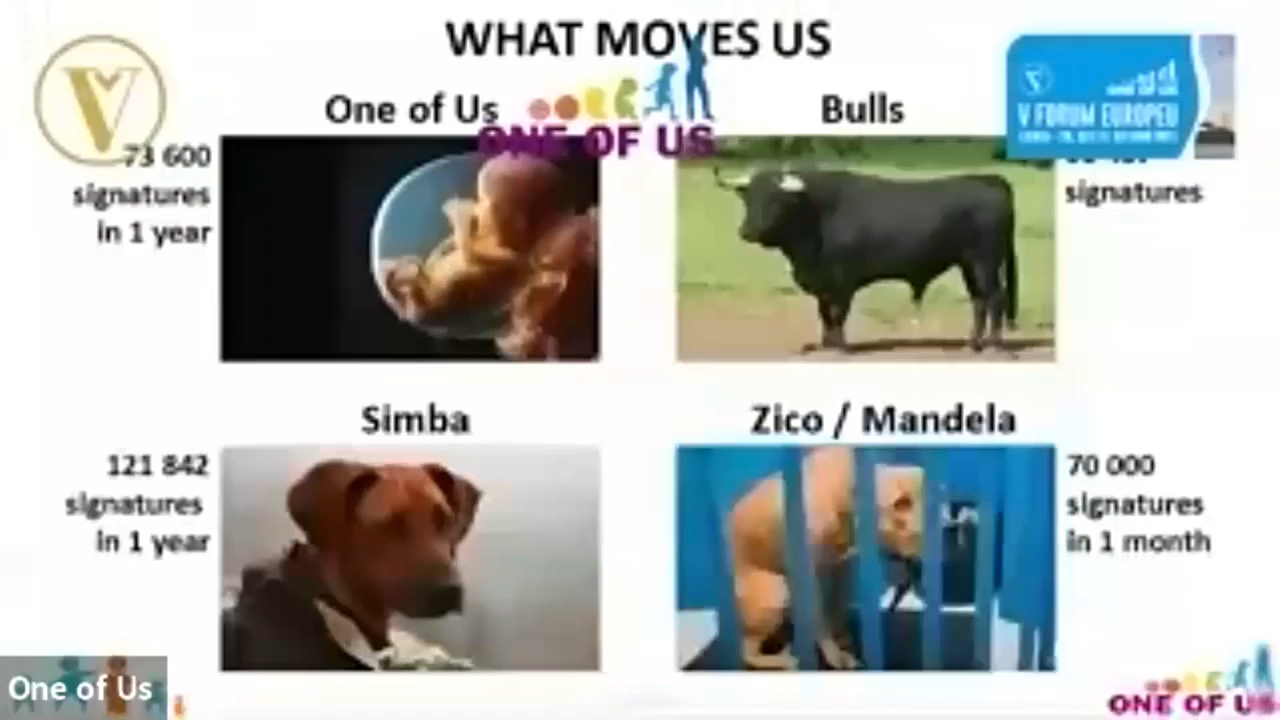 WHAT MOVES US
One of Us
ONE OF US
Bulls
V FORUM EUROPEU
73 600
signatures
in 1 year
signatures
Simba
Zico / Mandela
121 842
signatures
in 1 year
70 000
signatures
in 1 month
One of Us
ONE OF US